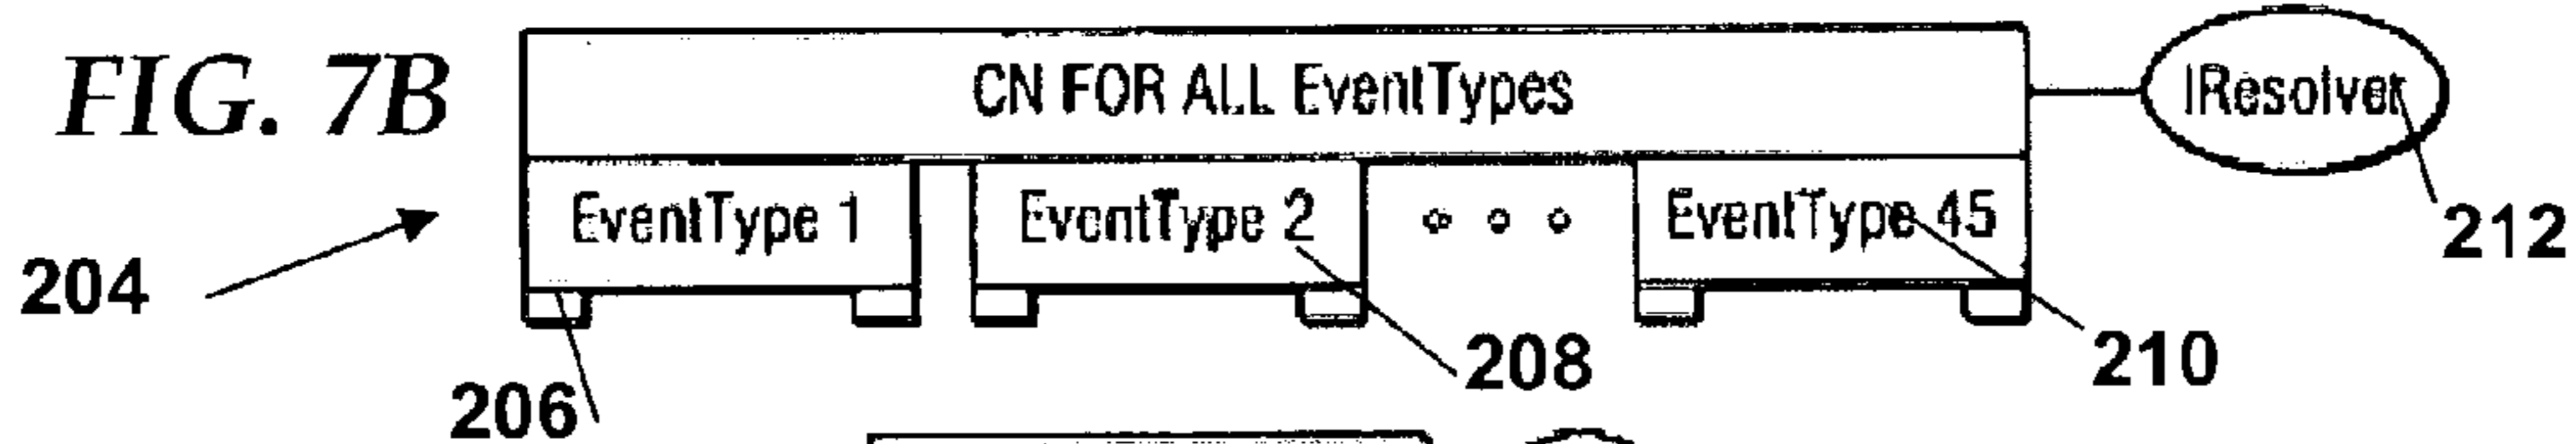 FIG. 7B
CN FOR ALL EventTypes
IResolver
EventType 1
EventType 2
EventType 45
204
212
206
208
210